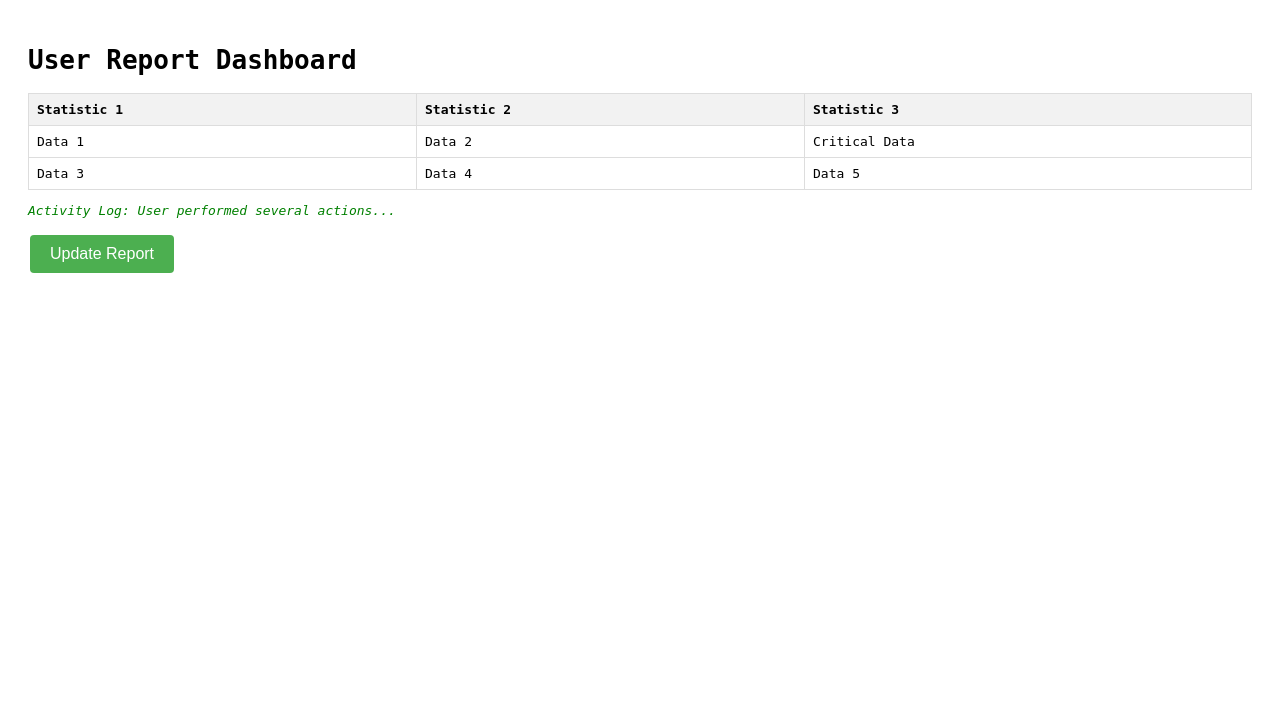 User Report Dashboard
Statistic 1 Statistic 2 Statistic 3
Data 1 Data 2 Critical Data
Data 3 Data 4 Data 5
Activity Log: User performed several actions...
Update Report